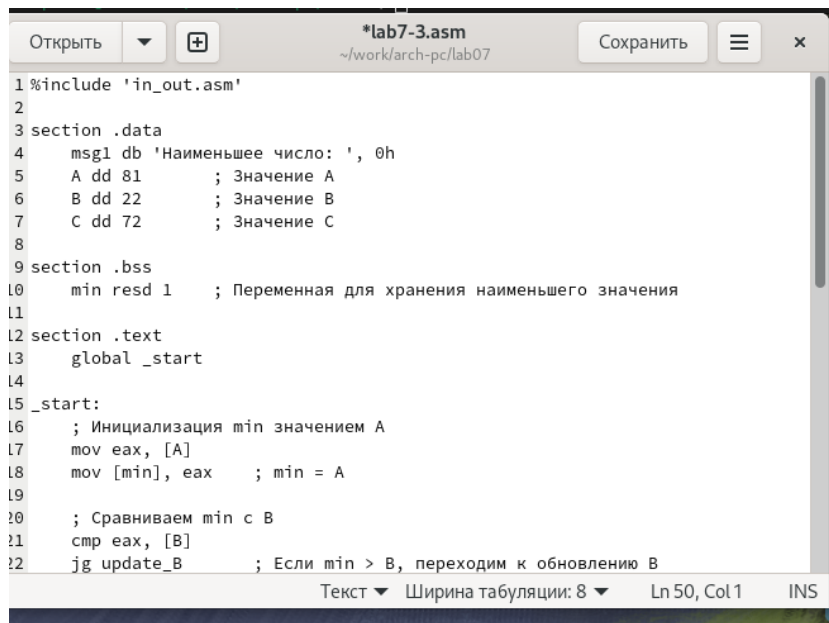 *lab7-3.asm
Открыть
Сохранить
~/work/arch-pc/lab07
1 %include 'in_out.asm'
2
3 section .data
4     msg1 db 'Наименьшее число: ', 0h
5     A dd 81        ; Значение A
6     B dd 22        ; Значение B
7     C dd 72        ; Значение C
8
9 section .bss
10     min resd 1    ; Переменная для хранения наименьшего значения
11
12 section .text
13     global _start
14
15 _start:
16     ; Инициализация min значением A
17     mov eax, [A]
18     mov [min], eax    ; min = A
19
20     ; Сравниваем min с B
21     cmp eax, [B]
22     jg update_B        ; Если min > B, переходим к обновлению B
Текст Ширина табуляции: 8 Ln 50, Col 1 INS